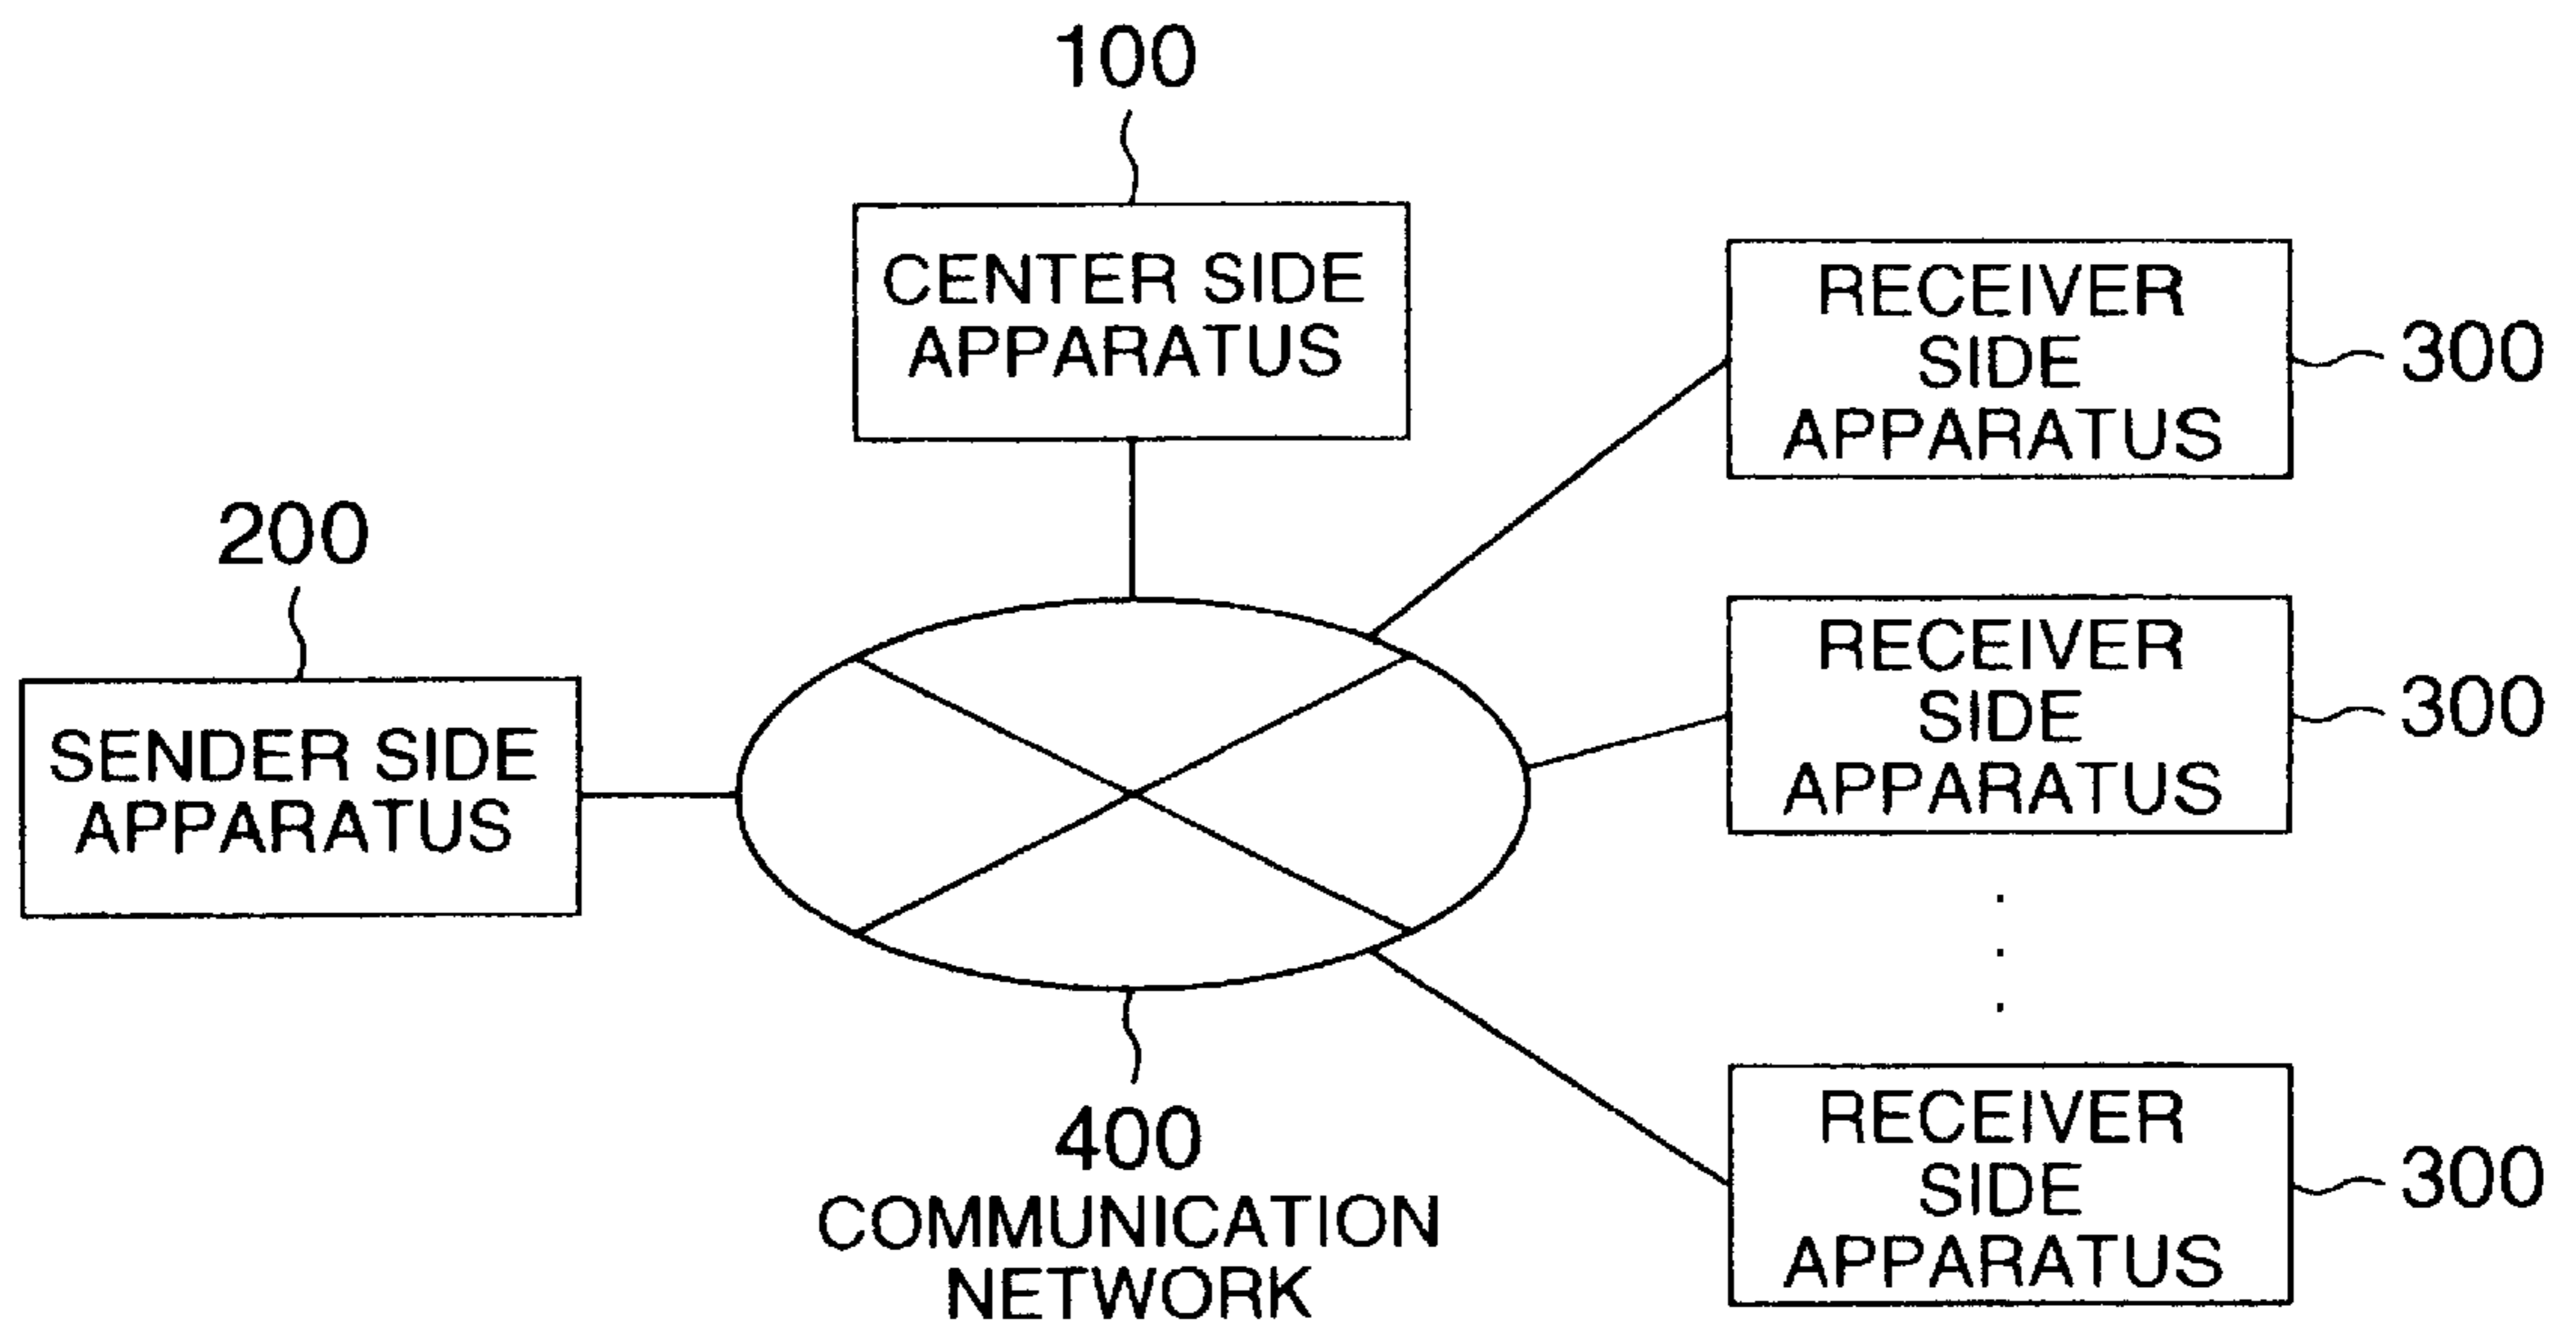 100
CENTER SIDE
APPARATUS
200
SENDER SIDE
APPARATUS
RECEIVER
SIDE
APPARATUS
300
RECEIVER
SIDE
APPARATUS
300
.
.
.
RECEIVER
SIDE
APPARATUS
300
400
COMMUNICATION
NETWORK